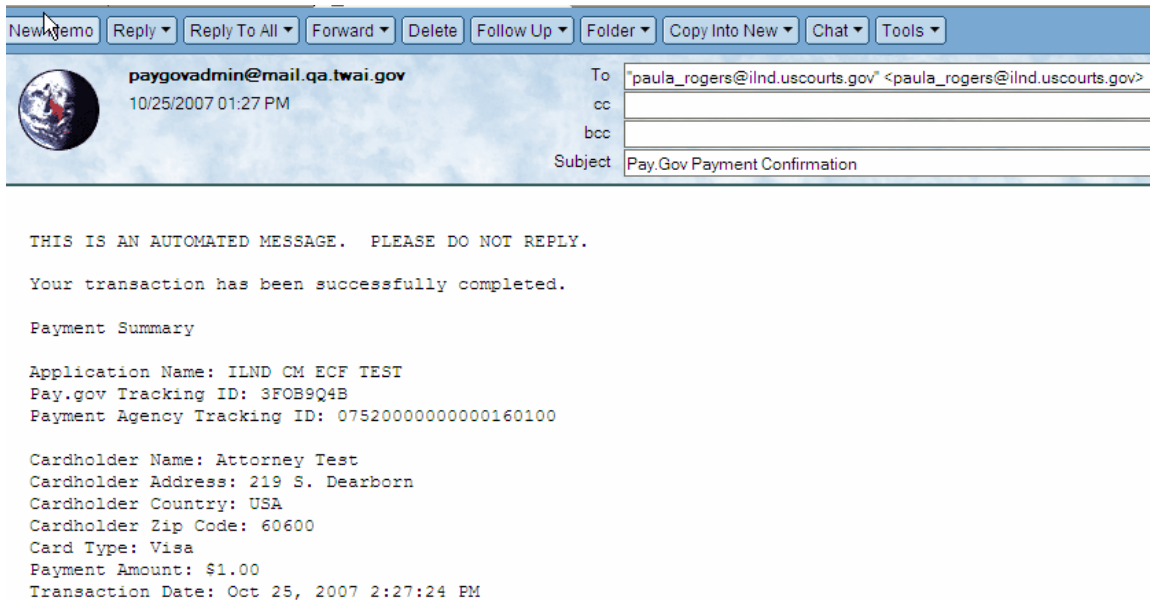 New Memo Reply Reply To All Forward Delete Follow Up Folder Copy Into New Chat Tools
paygovadmin@mail.qa.twai.gov To "paula_rogers@ilnd.uscourts.gov" <paula_rogers@ilnd.uscourts.gov>
10/25/2007 01:27 PM cc
bcc
Subject Pay.Gov Payment Confirmation
THIS IS AN AUTOMATED MESSAGE. PLEASE DO NOT REPLY.
Your transaction has been successfully completed.
Payment Summary
Application Name: ILND CM ECF TEST
Pay.gov Tracking ID: 3FOB9Q4B
Payment Agency Tracking ID: 07520000000000160100
Cardholder Name: Attorney Test
Cardholder Address: 219 S. Dearborn
Cardholder Country: USA
Cardholder Zip Code: 60600
Card Type: Visa
Payment Amount: $1.00
Transaction Date: Oct 25, 2007 2:27:24 PM